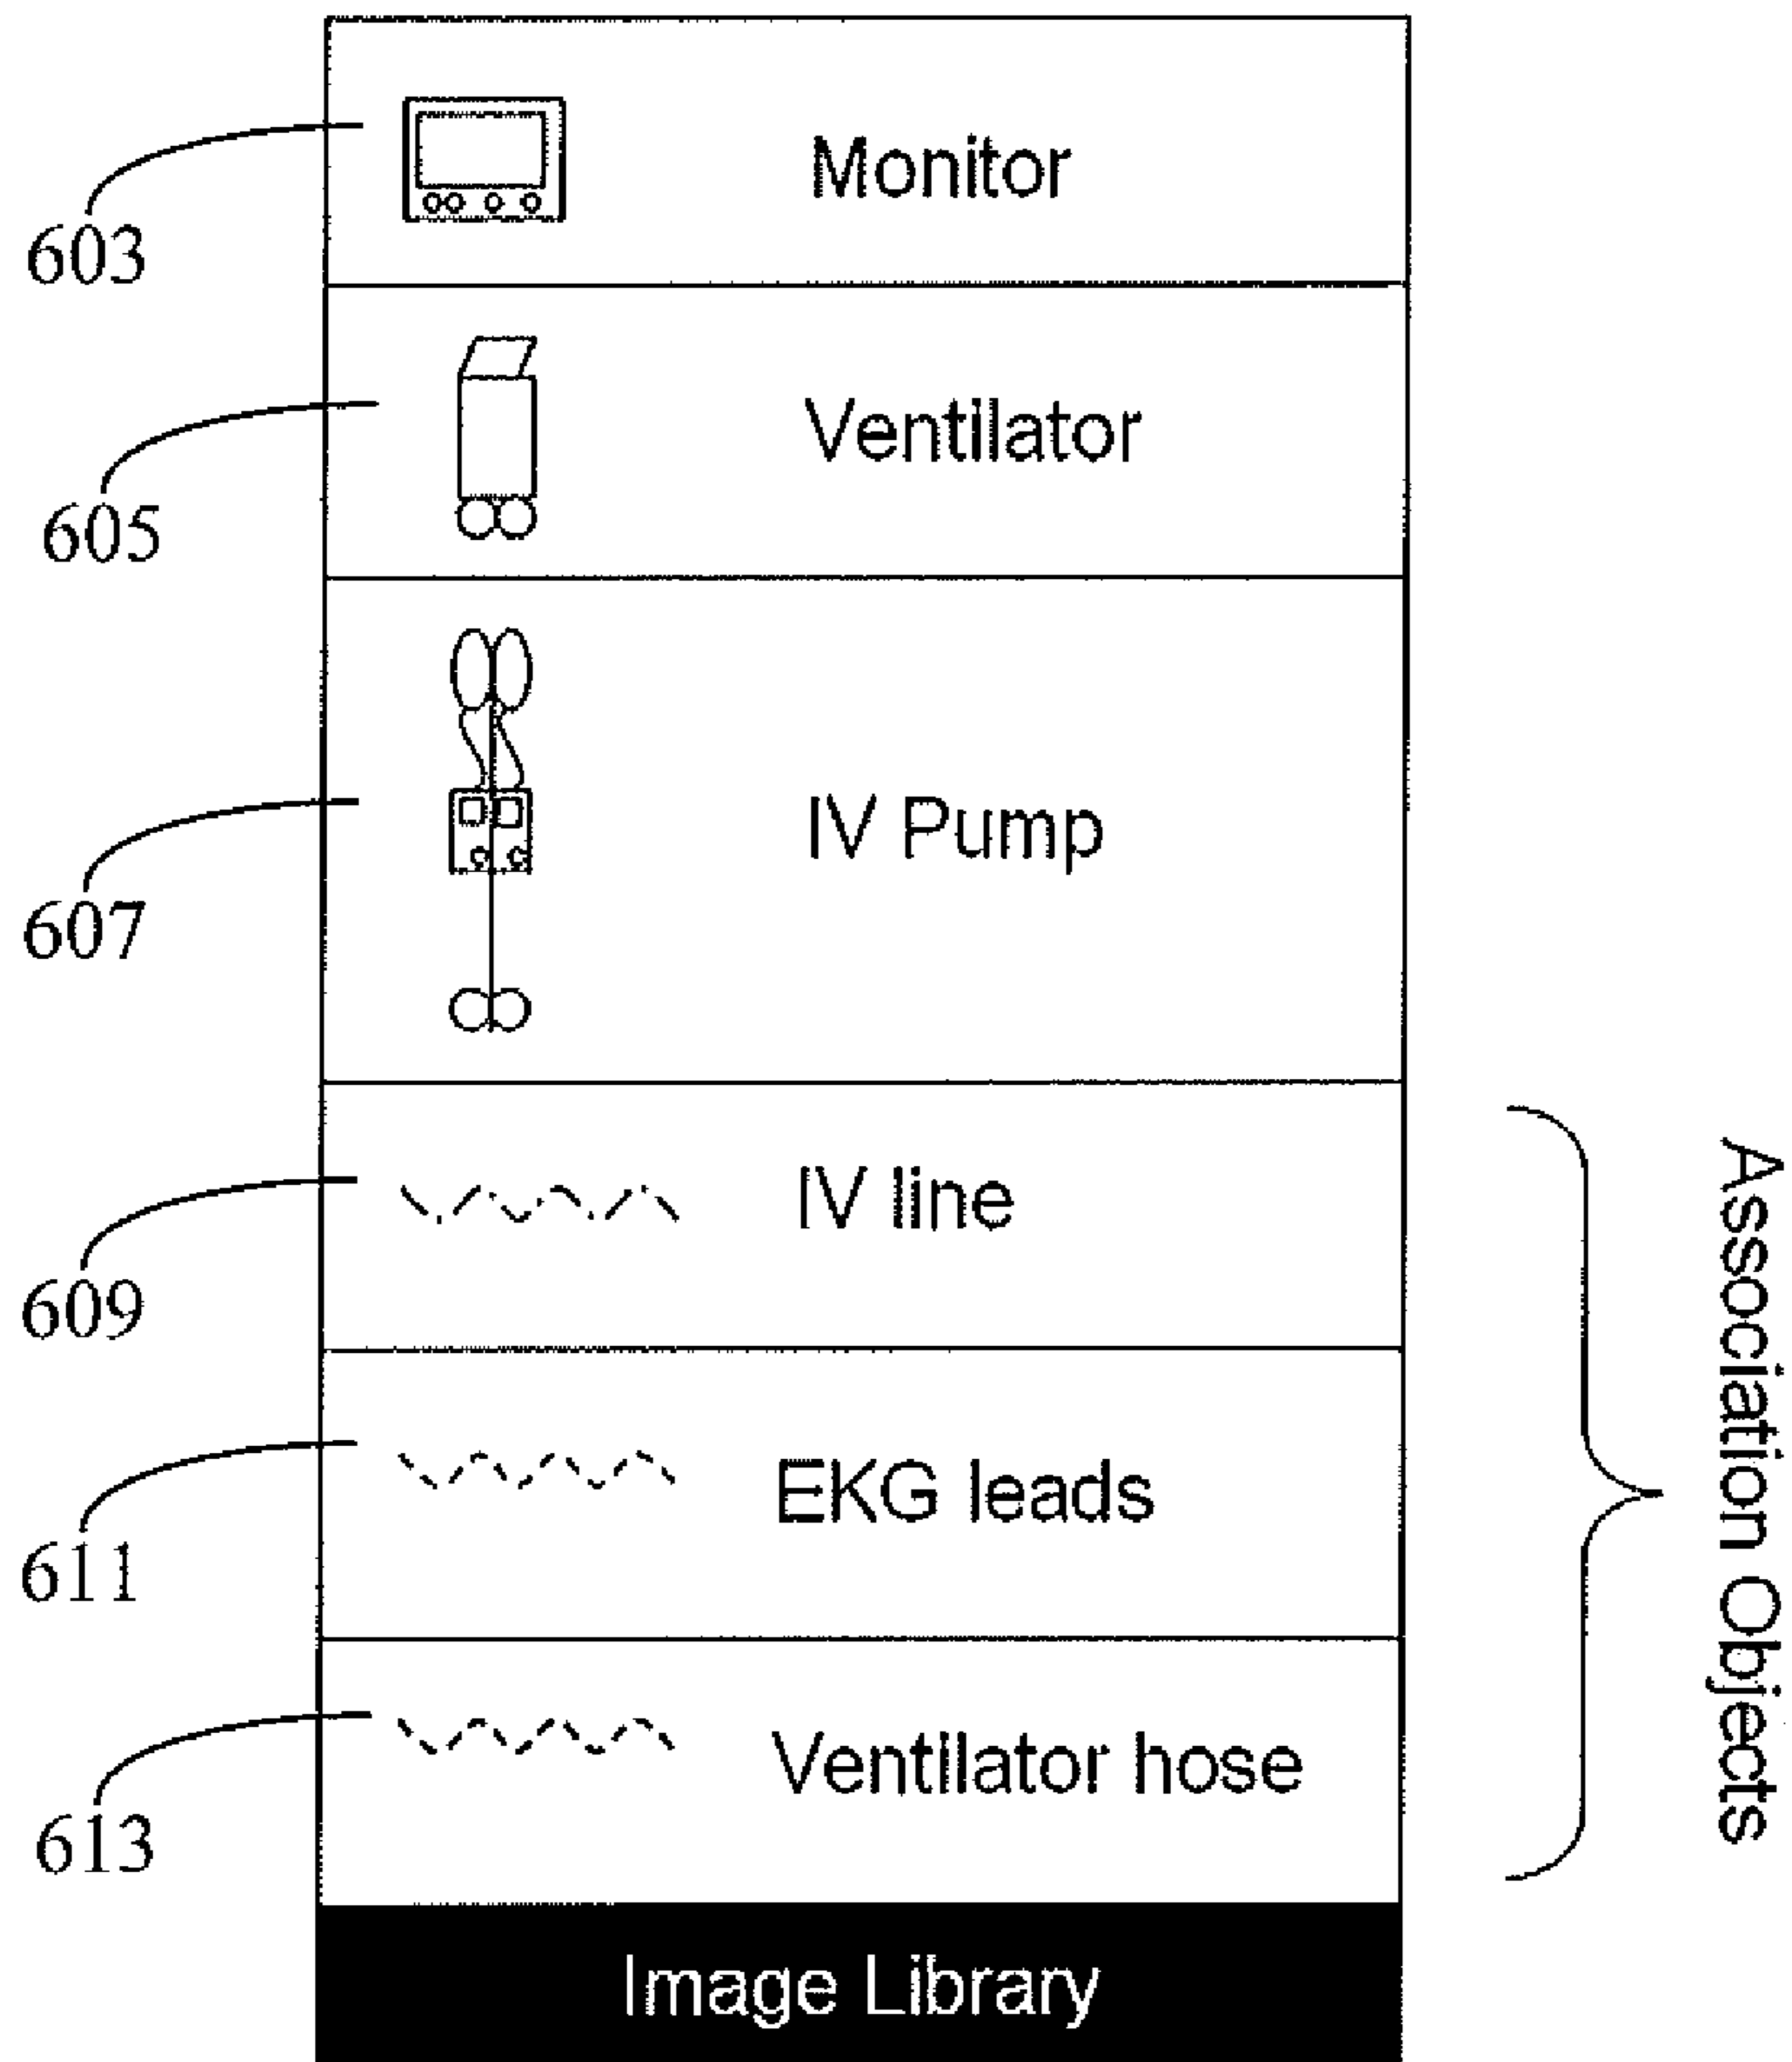 Monitor
603
Ventilator
605
IV Pump
607
IV line
609
EKG leads
611
Ventilator hose
613
Association Objects
Image Library